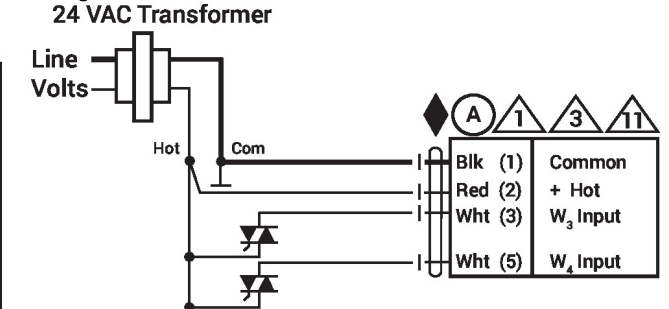 24 VAC Transformer
Line
Volts
Hot Com
A 1 3 11
Blk (1) Common
Red (2) + Hot
Wht (3) W₃ Input
Wht (5) W₄ Input